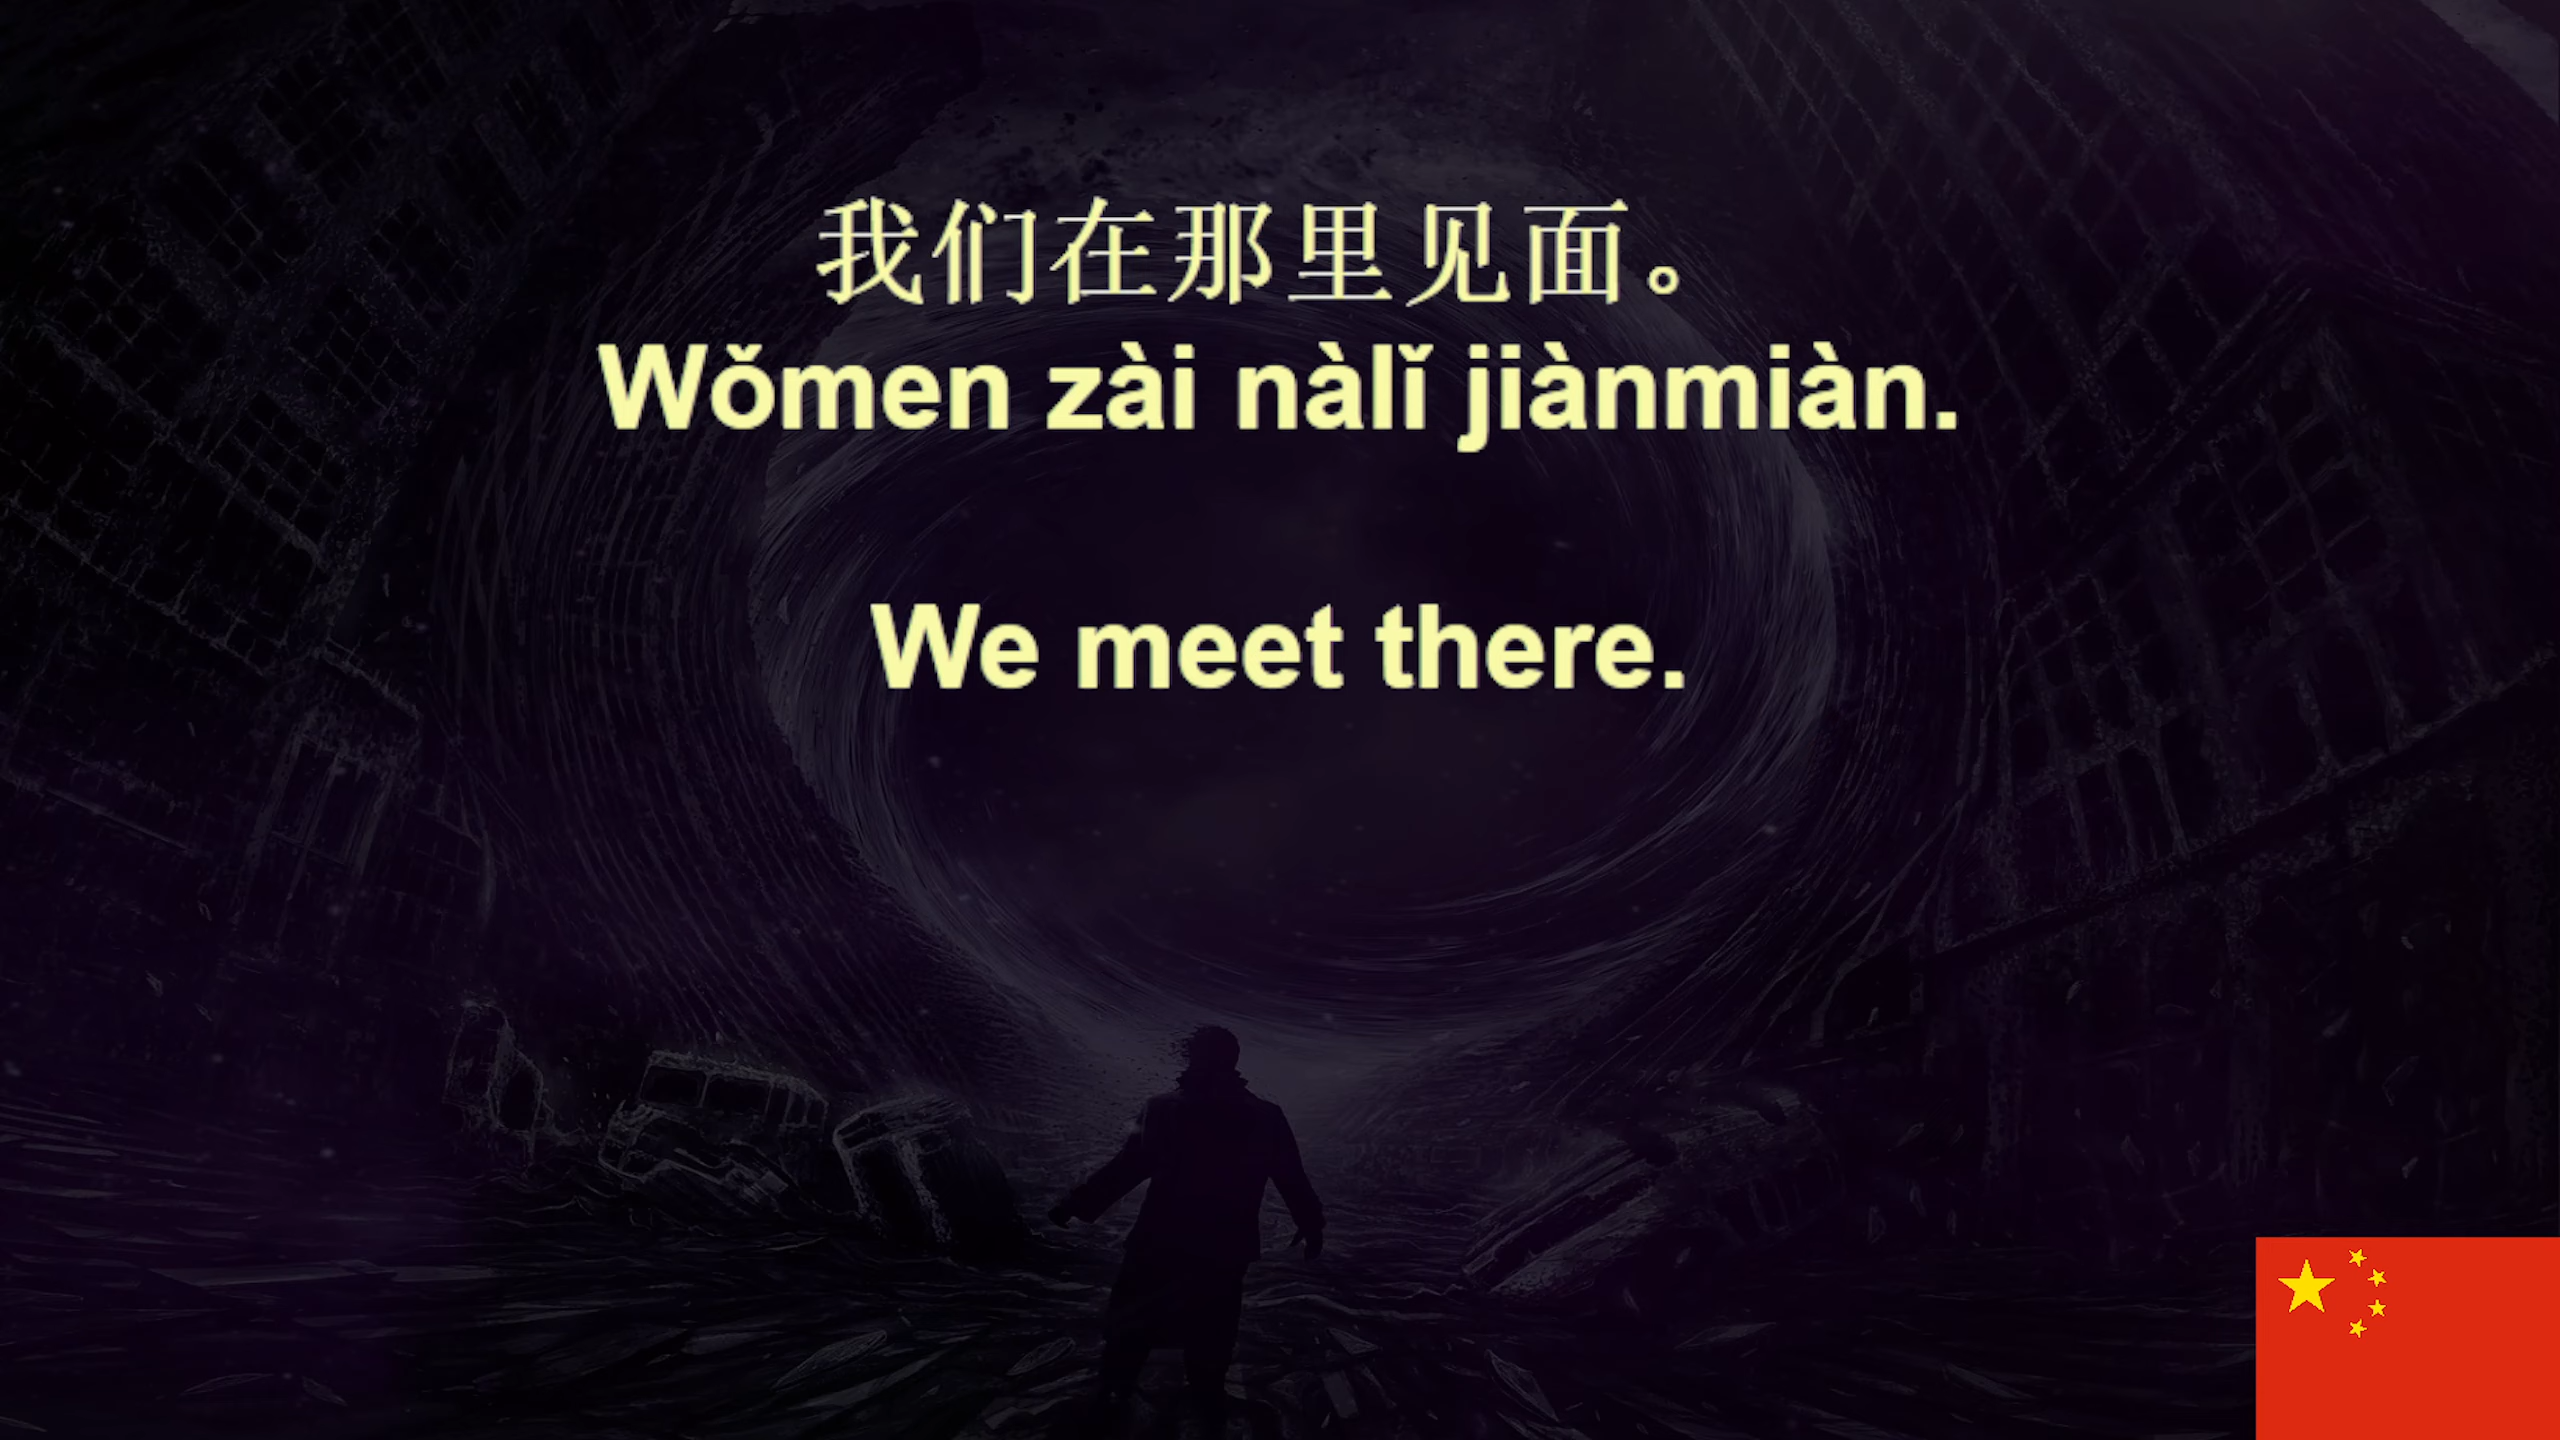 我们在那里见面。
Wǒmen zài nàlǐ jiànmiàn.
We meet there.